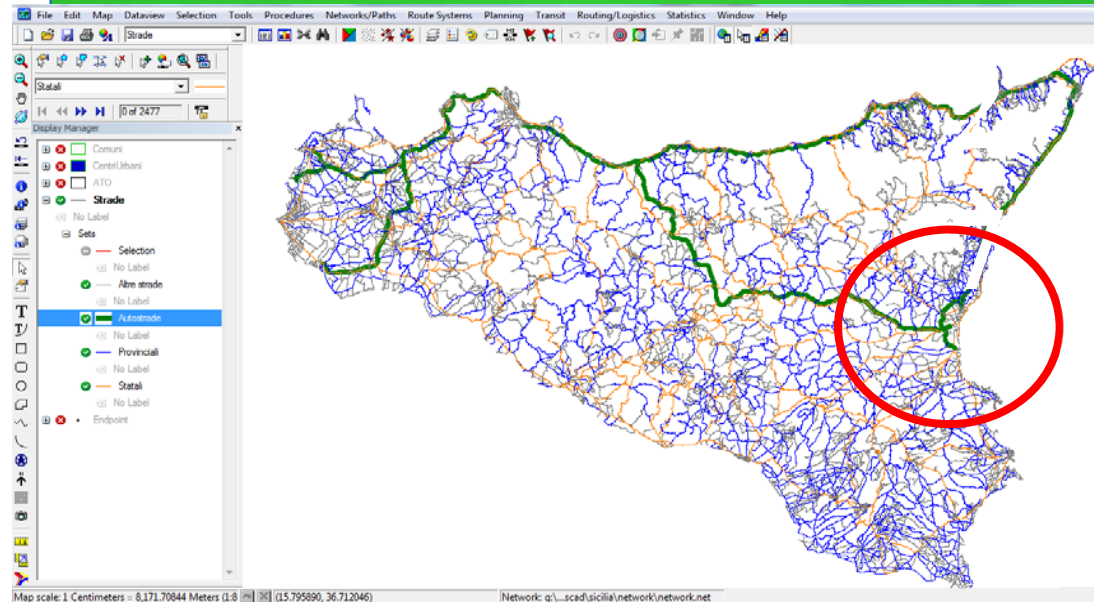 File Edit Map Dataview Selection Tools Procedures Networks/Paths Route Systems Planning Transit Routing/Logistics Statistics Window Help
Strade
Statali
0 of 2477
Display Manager
x
Comuni
CentriUrbani
ATO
Strade
No Label
Sets
Selection
No Label
Altre strade
No Label
Autostrade
No Label
Provinciali
No Label
Statali
No Label
Endpoint
Map scale: 1 Centimeters = 8,171.70844 Meters (1:8
(15.795890, 36.712046)
Network: q:\...scad\sicilia\network\network.net